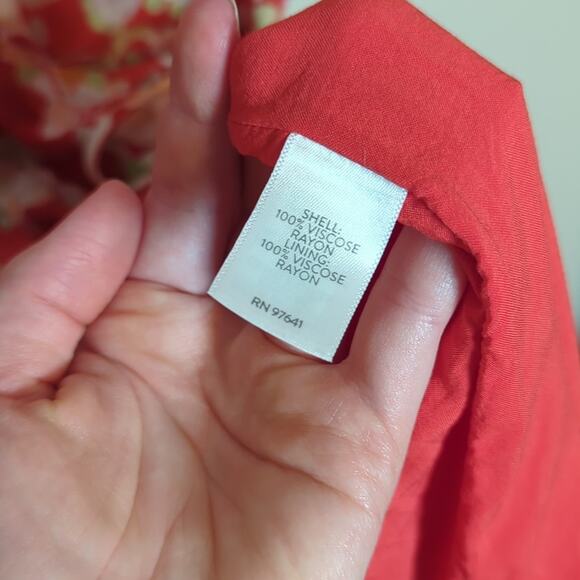 SHELL:
100% VISCOSE
RAYON
LINING:
100% VISCOSE
RAYON
RN 97641